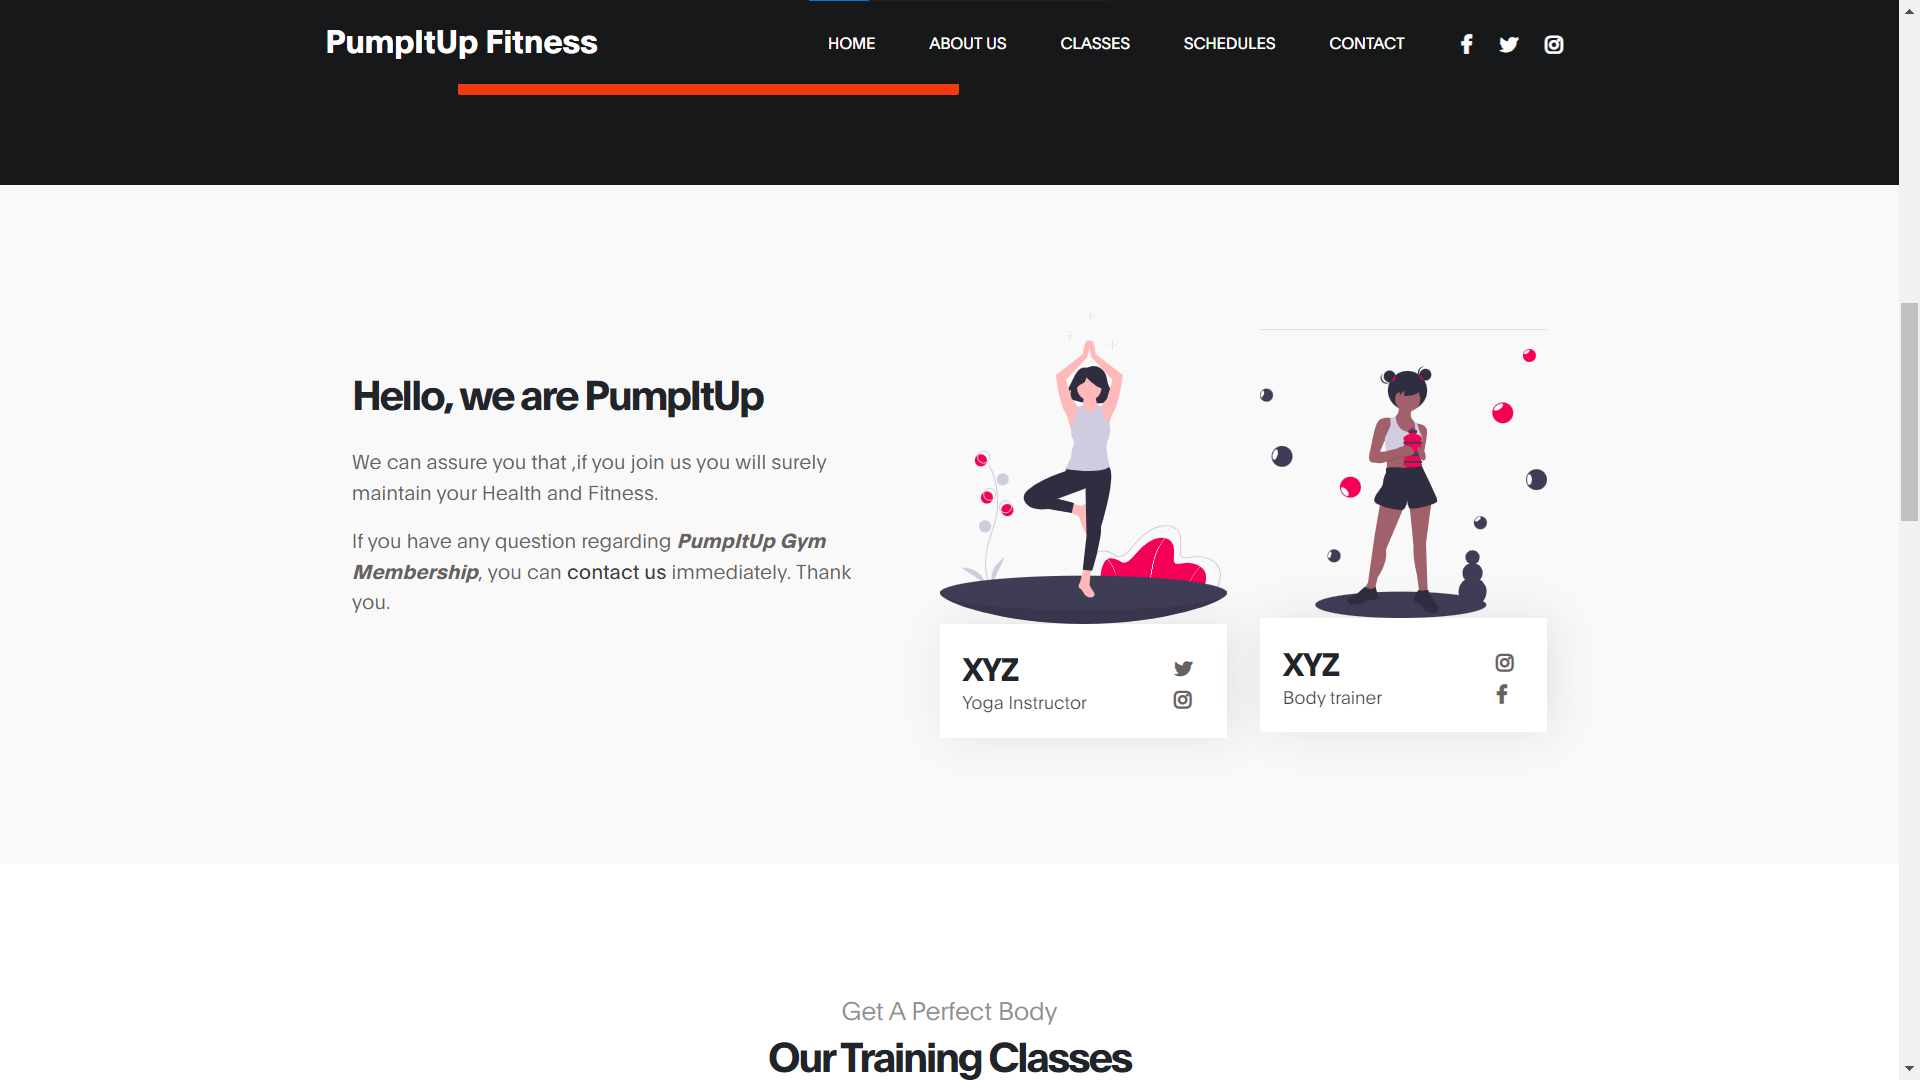 PumpItUp Fitness
HOME ABOUT US CLASSES SCHEDULES CONTACT
Hello, we are PumpItUp
We can assure you that ,if you join us you will surely
maintain your Health and Fitness.
If you have any question regarding PumpItUp Gym
Membership, you can contact us immediately. Thank
you.
XYZ
Yoga Instructor
XYZ
Body trainer
Get A Perfect Body
Our Training Classes